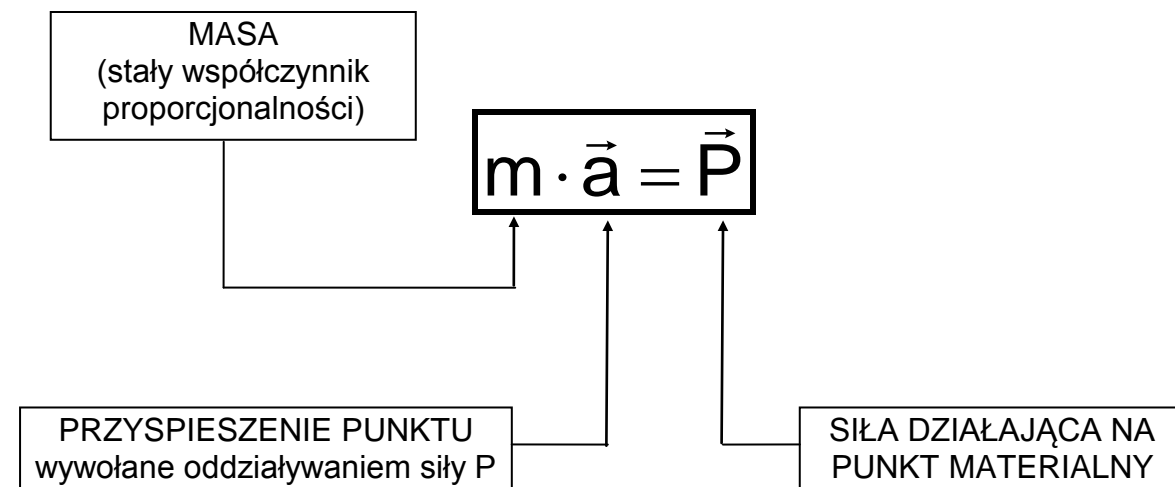 MASA
(stały współczynnik
proporcjonalności)
m · a⃗ = P⃗
PRZYSPIESZENIE PUNKTU
wywołane oddziaływaniem siły P
SIŁA DZIAŁAJĄCA NA
PUNKT MATERIALNY